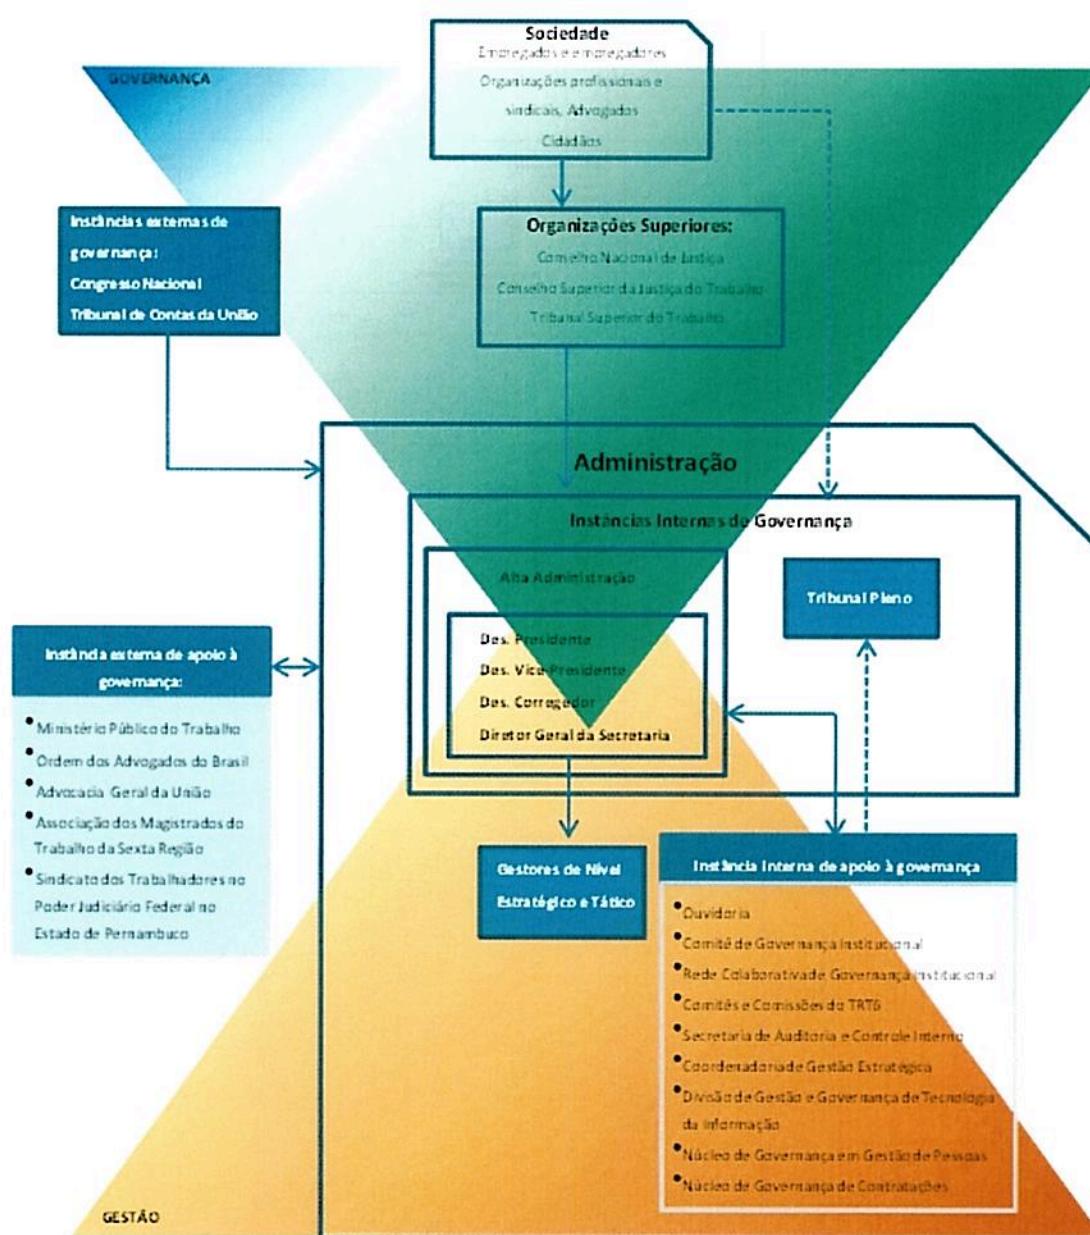 Sociedade
Empregados e empregadores
Organizações profissionais e
sindicais, Advogados
Cidadãos
GOVERNANÇA
Instâncias externas de
governança:
Congresso Nacional
Tribunal de Contas da União
Organizações Superiores:
Conselho Nacional de Justiça
Conselho Superior da Justiça do Trabalho
Tribunal Superior do Trabalho
Administração
Instâncias Internas de Governança
Alta Administração
Des. Presidente
Des. Vice-Presidente
Des. Corregedor
Diretor Geral da Secretaria
Tribunal Pleno
Instância externa de apoio à
governança:
Ministério Público do Trabalho
Ordem dos Advogados do Brasil
Advocacia Geral da União
Associação dos Magistrados do
Trabalho da Sexta Região
Sindicato dos Trabalhadores no
Poder Judiciário Federal no
Estado de Pernambuco
Gestores de Nível
Estratégico e Tático
Instância Interna de apoio à governança
Ouvidoria
Comitê de Governança Institucional
Rede Colaborativa de Governança Institucional
Comitês e Comissões do TRT6
Secretaria de Auditoria e Controle Interno
Coordenadoria de Gestão Estratégica
Divisão de Gestão e Governança de Tecnologia
da Informação
Núcleo de Governança em Gestão de Pessoas
Núcleo de Governança de Contratações
GESTÃO